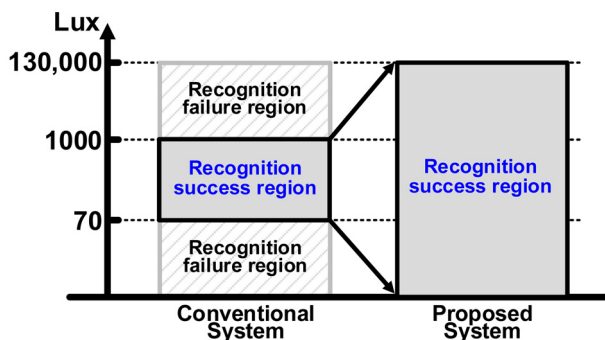 Lux
130,000
1000
70
Recognition
failure region
Recognition
success region
Recognition
failure region
Recognition
success region
Conventional
System
Proposed
System